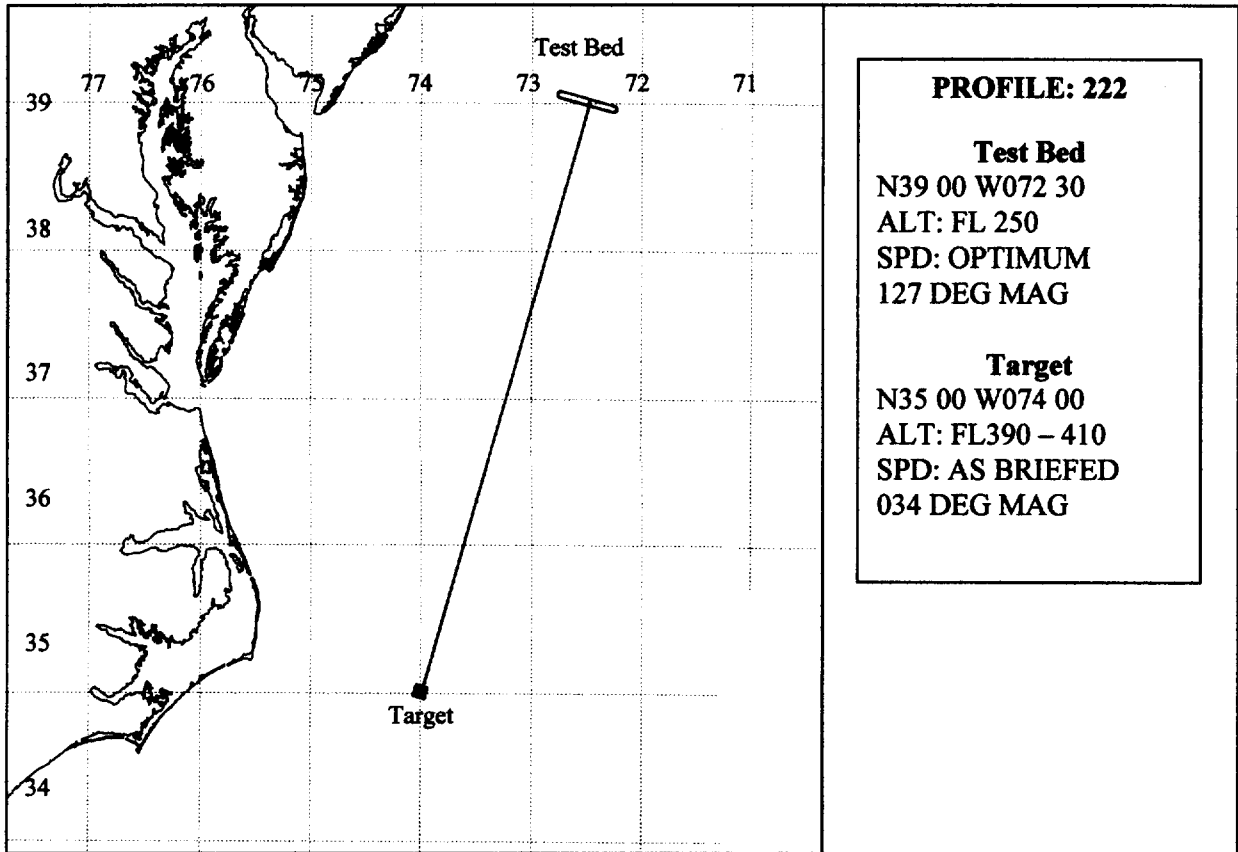 Test Bed
77 76 75 74 73 72 71
39
38
37
36
35
34
Target
PROFILE: 222
Test Bed
N39 00 W072 30
ALT: FL 250
SPD: OPTIMUM
127 DEG MAG
Target
N35 00 W074 00
ALT: FL390 – 410
SPD: AS BRIEFED
034 DEG MAG